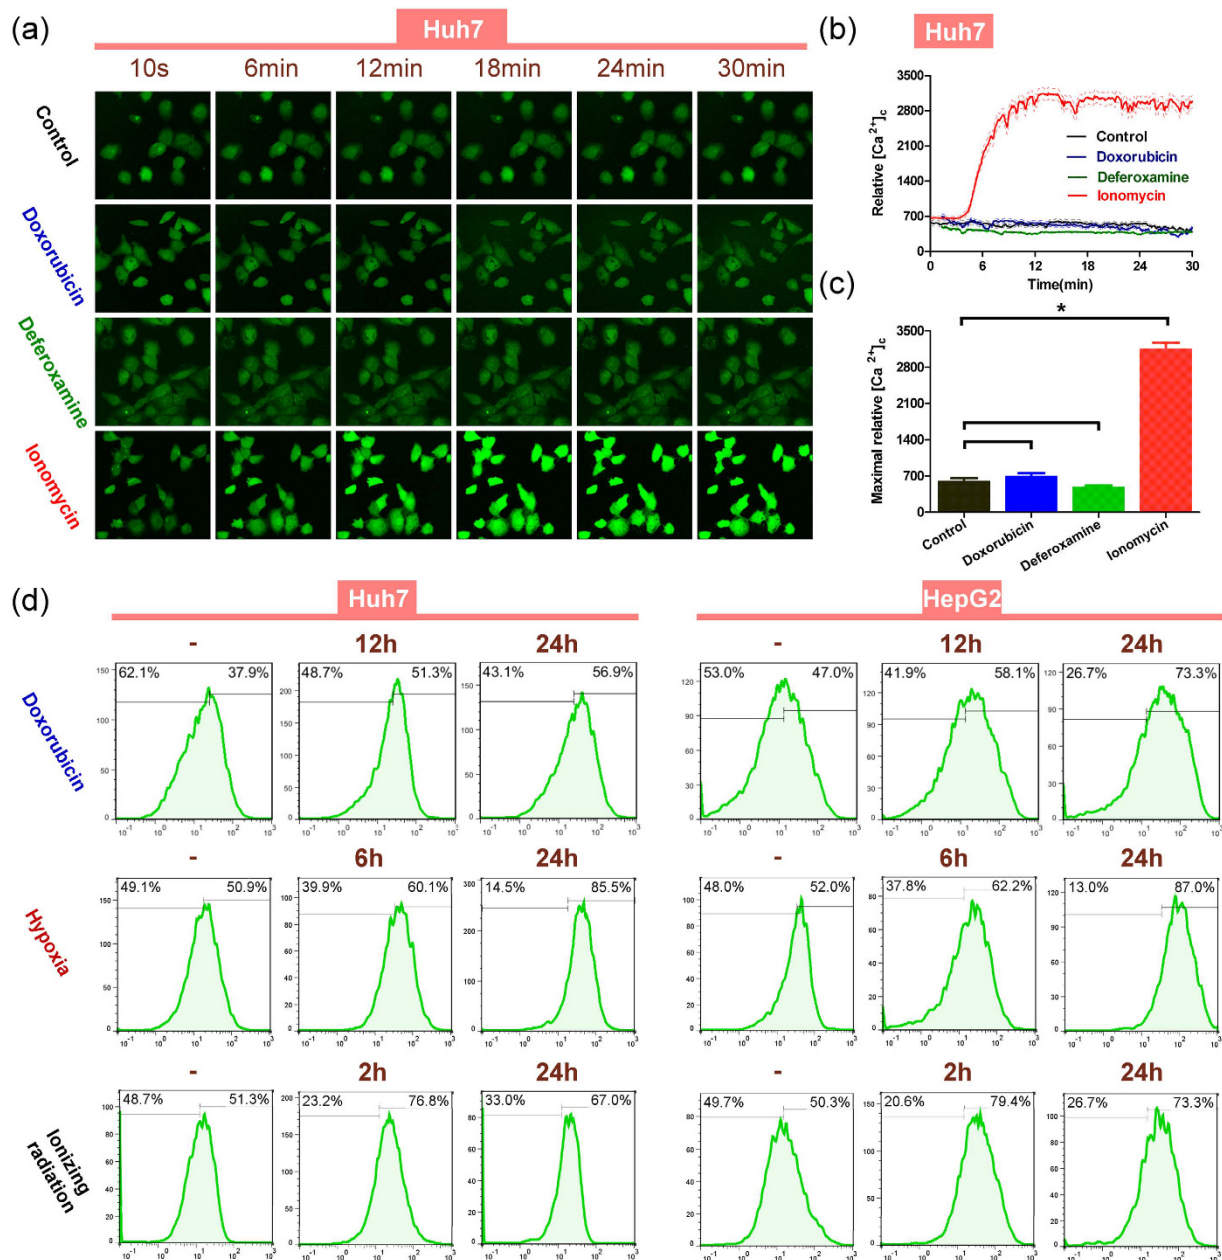 (a)
Huh7
10s 6min 12min 18min 24min 30min
Control
Doxorubicin
Deferoxamine
Ionomycin
(b)
Huh7
Relative [Ca2+]c
3500
2800
2100
1400
700
0
0 6 12 18 24 30
Time(min)
Control
Doxorubicin
Deferoxamine
Ionomycin
(c)
Maximal relative [Ca2+]c
3500
2800
2100
1400
700
0
*
Control
Doxorubicin
Deferoxamine
Ionomycin
(d)
Huh7
HepG2
Doxorubicin
- 12h 24h - 12h 24h
62.1% 37.9% 48.7% 51.3% 43.1% 56.9% 53.0% 47.0% 41.9% 58.1% 26.7% 73.3%
Hypoxia
- 6h 24h - 6h 24h
49.1% 50.9% 39.9% 60.1% 14.5% 85.5% 48.0% 52.0% 37.8% 62.2% 13.0% 87.0%
Ionizing
radiation
- 2h 24h - 2h 24h
48.7% 51.3% 23.2% 76.8% 33.0% 67.0% 49.7% 50.3% 20.6% 79.4% 26.7% 73.3%